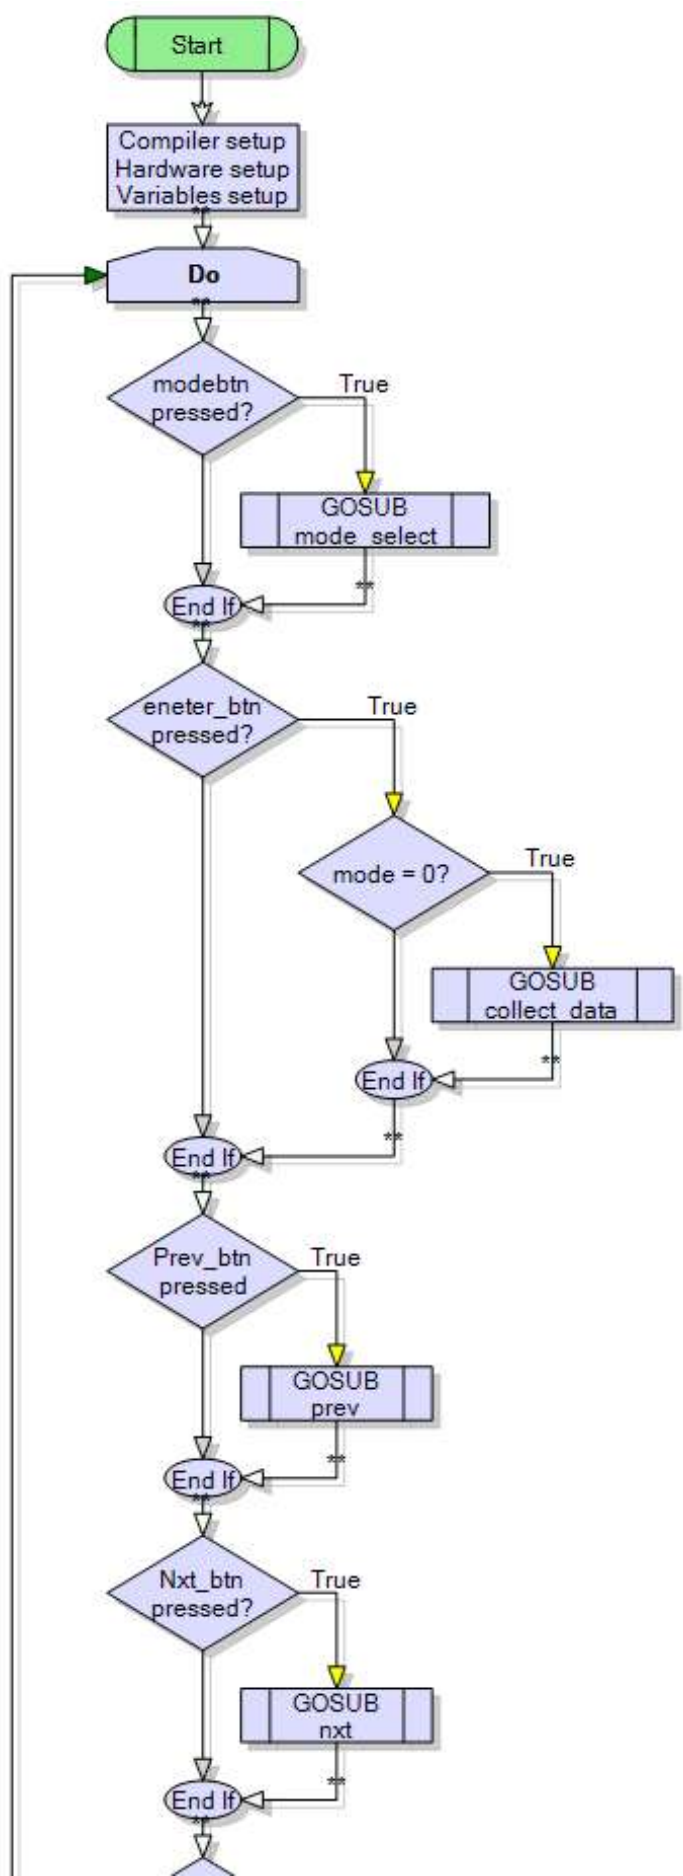 Start
Compiler setup
Hardware setup
Variables setup
**
Do
**
modebtn
pressed?
True
GOSUB
mode_select
**
End If
**
eneter_btn
pressed?
True
mode = 0?
True
GOSUB
collect_data
**
End If
**
End If
**
Prev_btn
pressed
True
GOSUB
prev
**
End If
**
Nxt_btn
pressed?
True
GOSUB
nxt
**
End If
**